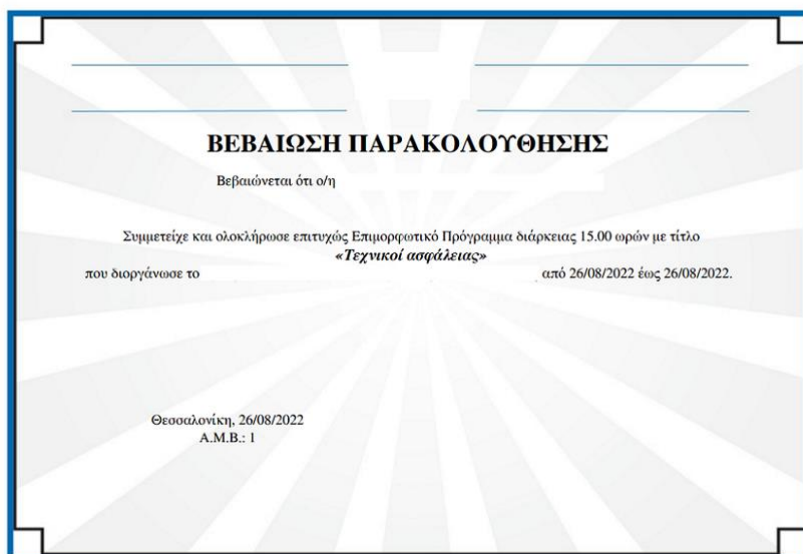 ΒΕΒΑΙΩΣΗ ΠΑΡΑΚΟΛΟΥΘΗΣΗΣ
Βεβαιώνεται ότι ο/η
Συμμετείχε και ολοκλήρωσε επιτυχώς Επιμορφωτικό Πρόγραμμα διάρκειας 15.00 ωρών με τίτλο
«Τεχνικοί ασφάλειας»
που διοργάνωσε το από 26/08/2022 έως 26/08/2022.
Θεσσαλονίκη, 26/08/2022
Α.Μ.Β.: 1